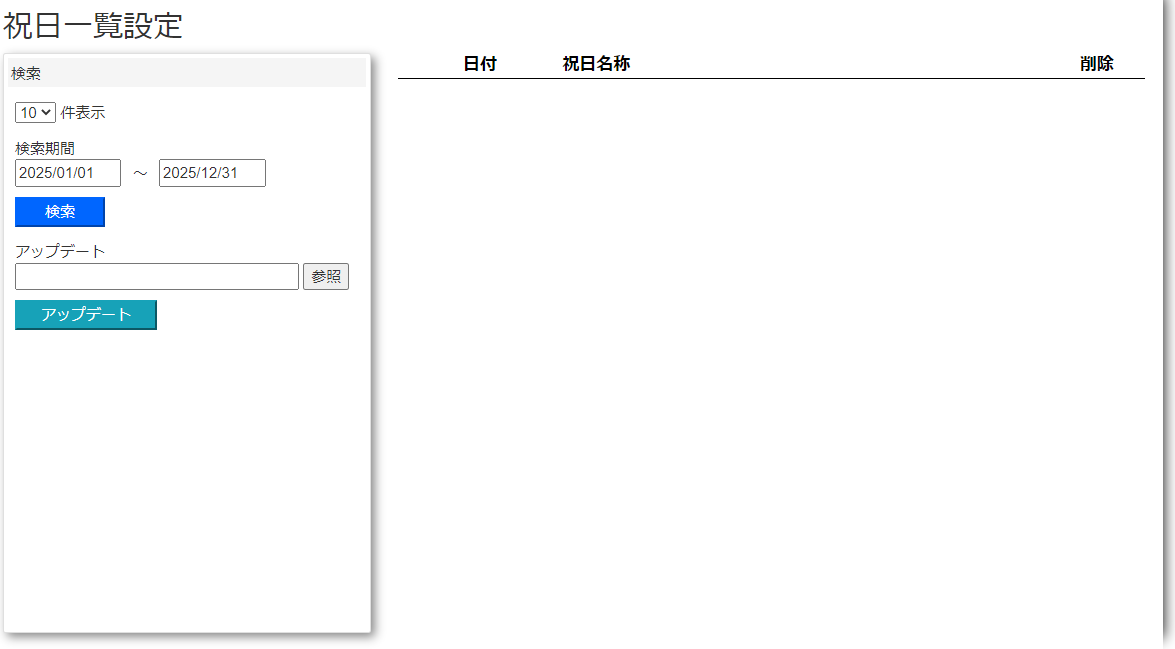 祝日一覧設定
検索
10 件表示
検索期間
2025/01/01 ～ 2025/12/31
検索
アップデート
参照
アップデート
日付 祝日名称 削除